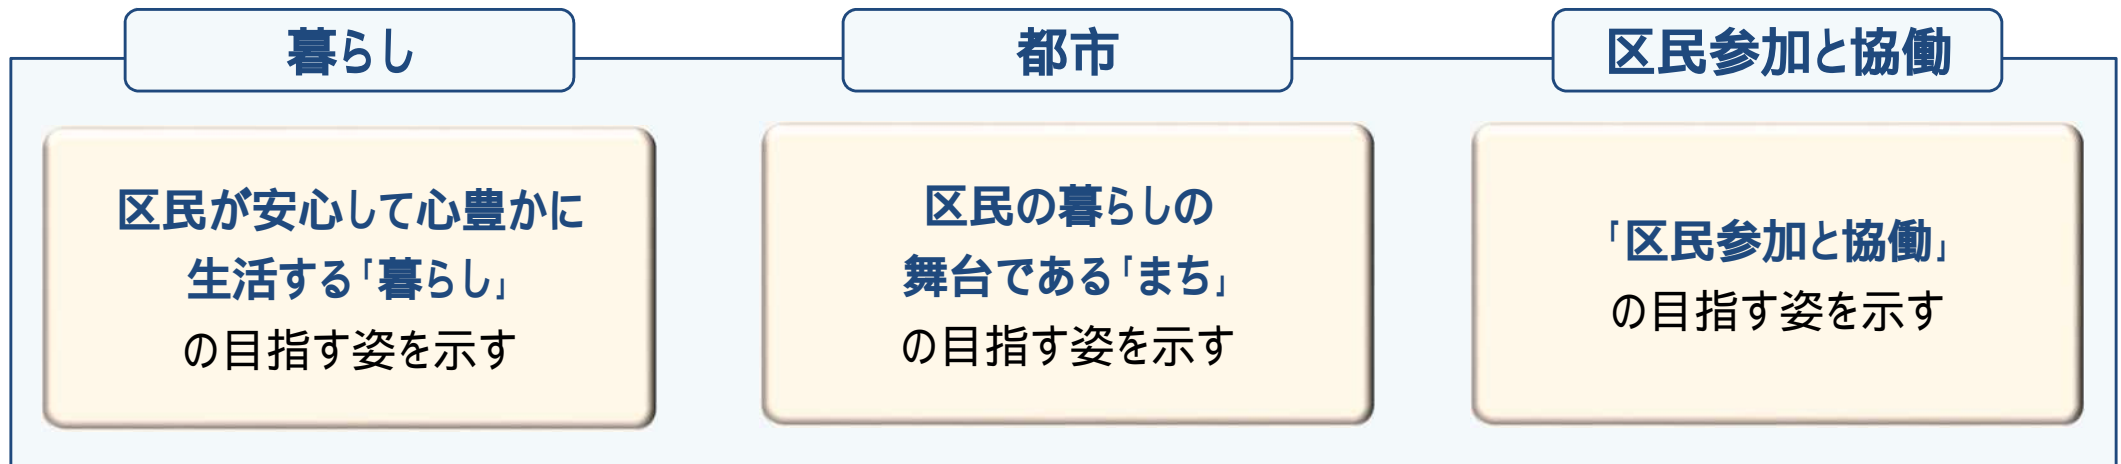 暮らし
都市
区民参加と協働
区民が安心して心豊かに
生活する「暮らし」
の目指す姿を示す
区民の暮らしの
舞台である「まち」
の目指す姿を示す
「区民参加と協働」
の目指す姿を示す